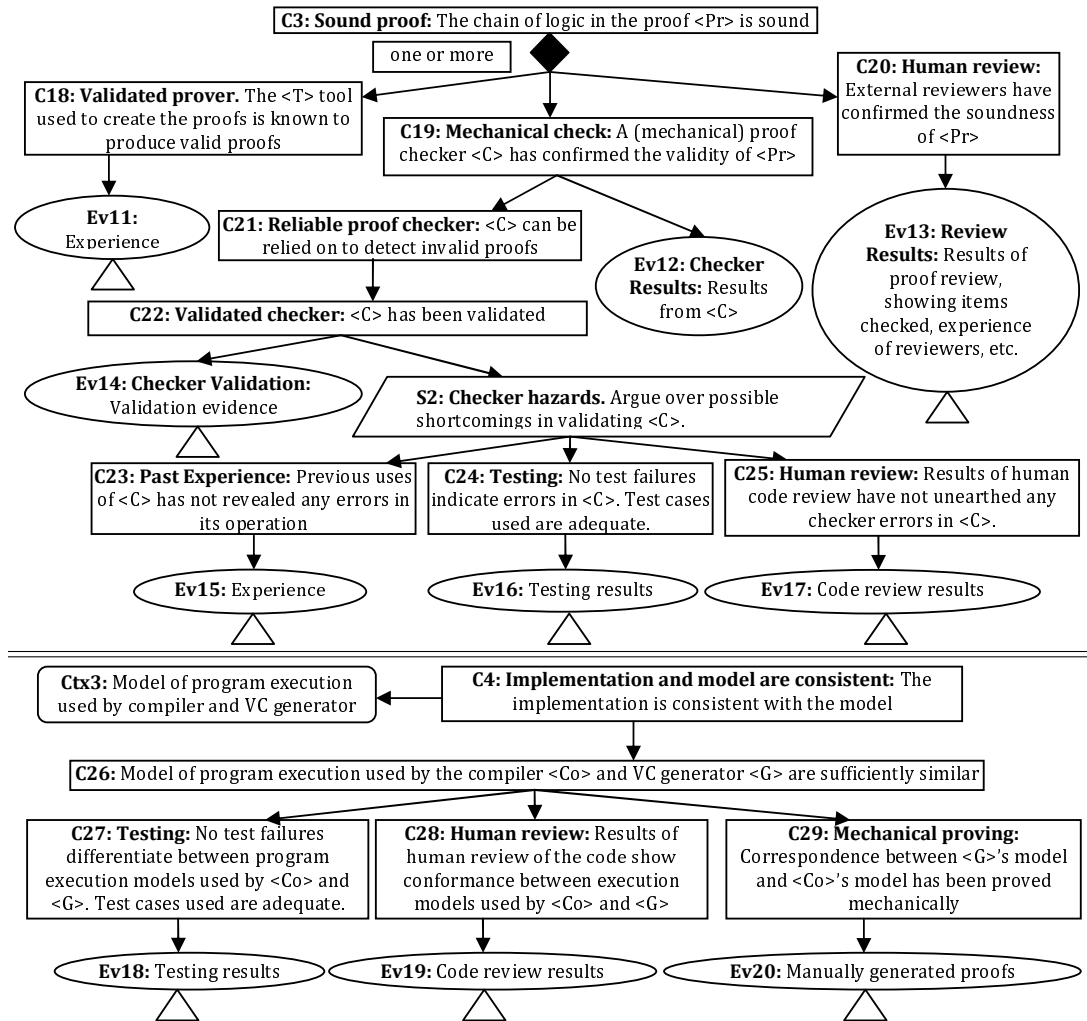 C3: Sound proof: The chain of logic in the proof <Pr> is sound
one or more
C18: Validated prover. The <T> tool
used to create the proofs is known to
produce valid proofs
C19: Mechanical check: A (mechanical) proof
checker <C> has confirmed the validity of <Pr>
C20: Human review:
External reviewers have
confirmed the soundness
of <Pr>
Ev11:
Experience
C21: Reliable proof checker: <C> can be
relied on to detect invalid proofs
Ev12: Checker
Results: Results
from <C>
Ev13: Review
Results: Results of
proof review,
showing items
checked, experience
of reviewers, etc.
C22: Validated checker: <C> has been validated
Ev14: Checker Validation:
Validation evidence
S2: Checker hazards. Argue over possible
shortcomings in validating <C>.
C23: Past Experience: Previous uses
of <C> has not revealed any errors in
its operation
C24: Testing: No test failures
indicate errors in <C>. Test cases
used are adequate.
C25: Human review: Results of human
code review have not unearthed any
checker errors in <C>.
Ev15: Experience
Ev16: Testing results
Ev17: Code review results
Ctx3: Model of program execution
used by compiler and VC generator
C4: Implementation and model are consistent: The
implementation is consistent with the model
C26: Model of program execution used by the compiler <Co> and VC generator <G> are sufficiently similar
C27: Testing: No test failures
differentiate between program
execution models used by <Co> and
<G>. Test cases used are adequate.
C28: Human review: Results of
human review of the code show
conformance between execution
models used by <Co> and <G>
C29: Mechanical proving:
Correspondence between <G>’s model
and <Co>’s model has been proved
mechanically
Ev18: Testing results
Ev19: Code review results
Ev20: Manually generated proofs